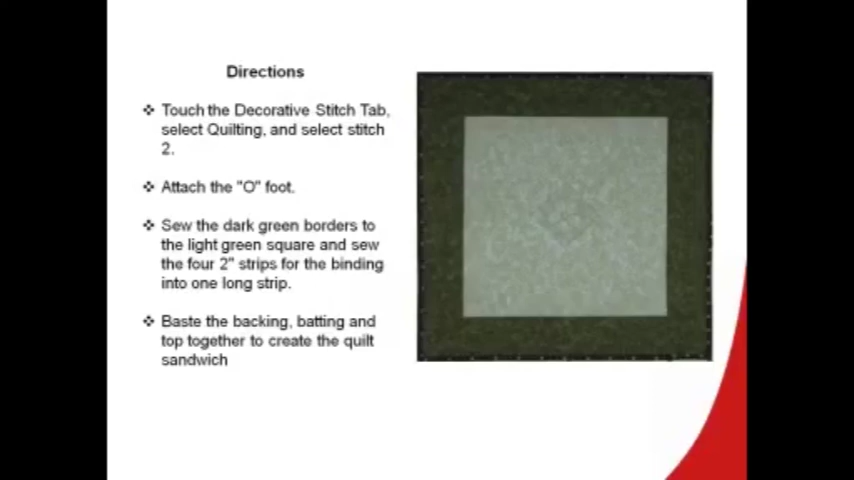 Directions
❖ Touch the Decorative Stitch Tab,
select Quilting, and select stitch
2.
❖ Attach the "O" foot.
❖ Sew the dark green borders to
the light green square and sew
the four 2" strips for the binding
into one long strip.
❖ Baste the backing, batting and
top together to create the quilt
sandwich